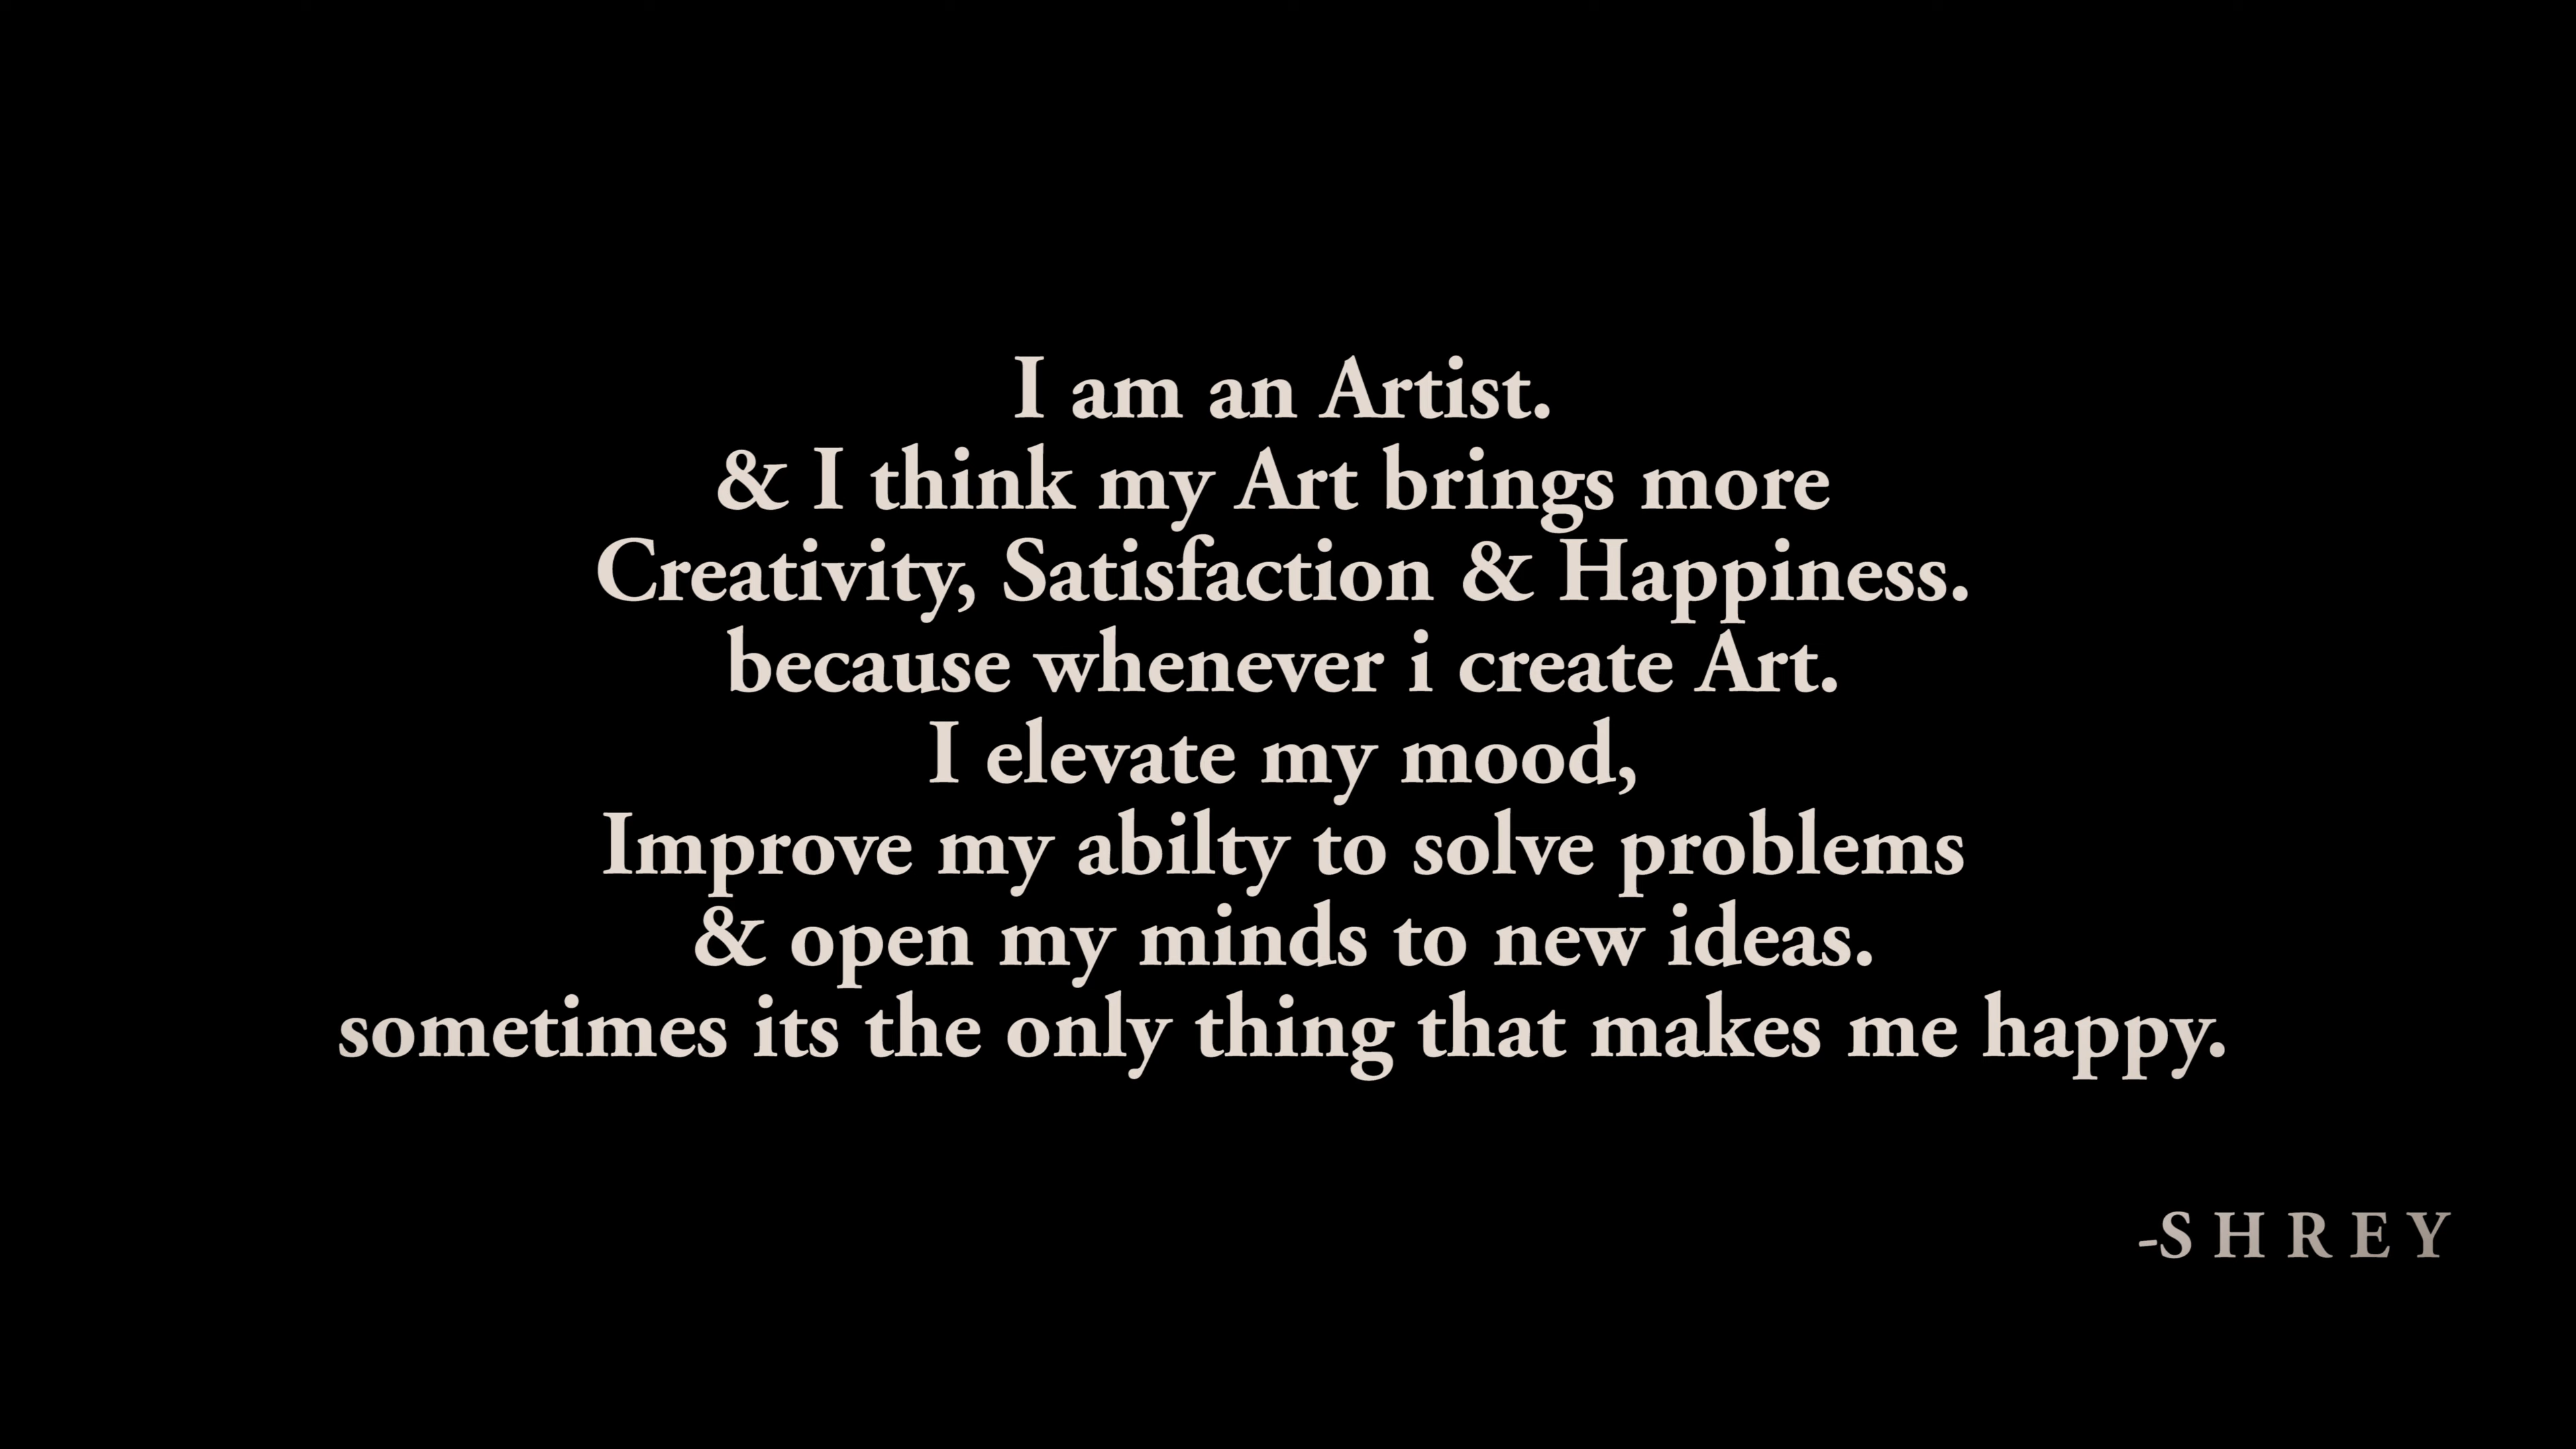 I am an Artist.
& I think my Art brings more
Creativity, Satisfaction & Happiness.
because whenever i create Art.
I elevate my mood,
Improve my abilty to solve problems
& open my minds to new ideas.
sometimes its the only thing that makes me happy.
-S H R E Y